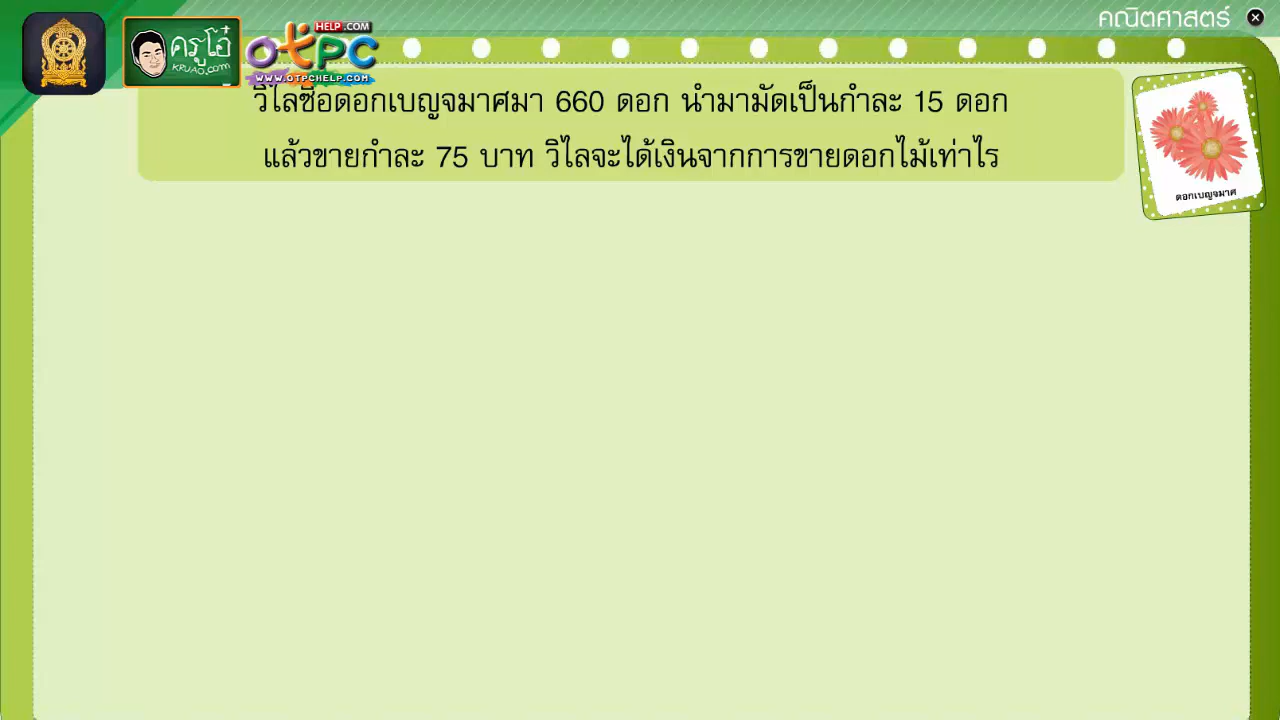 คณิตศาสตร์
ครูโอ๋
KRUAO.COM
HELP.COM
OTPC
WWW.OTPCHELP.COM
วิไลซื้อดอกเบญจมาศมา 660 ดอก นำมามัดเป็นกำละ 15 ดอก
แล้วขายกำละ 75 บาท วิไลจะได้เงินจากการขายดอกไม้เท่าไร
ดอกเบญจมาศ